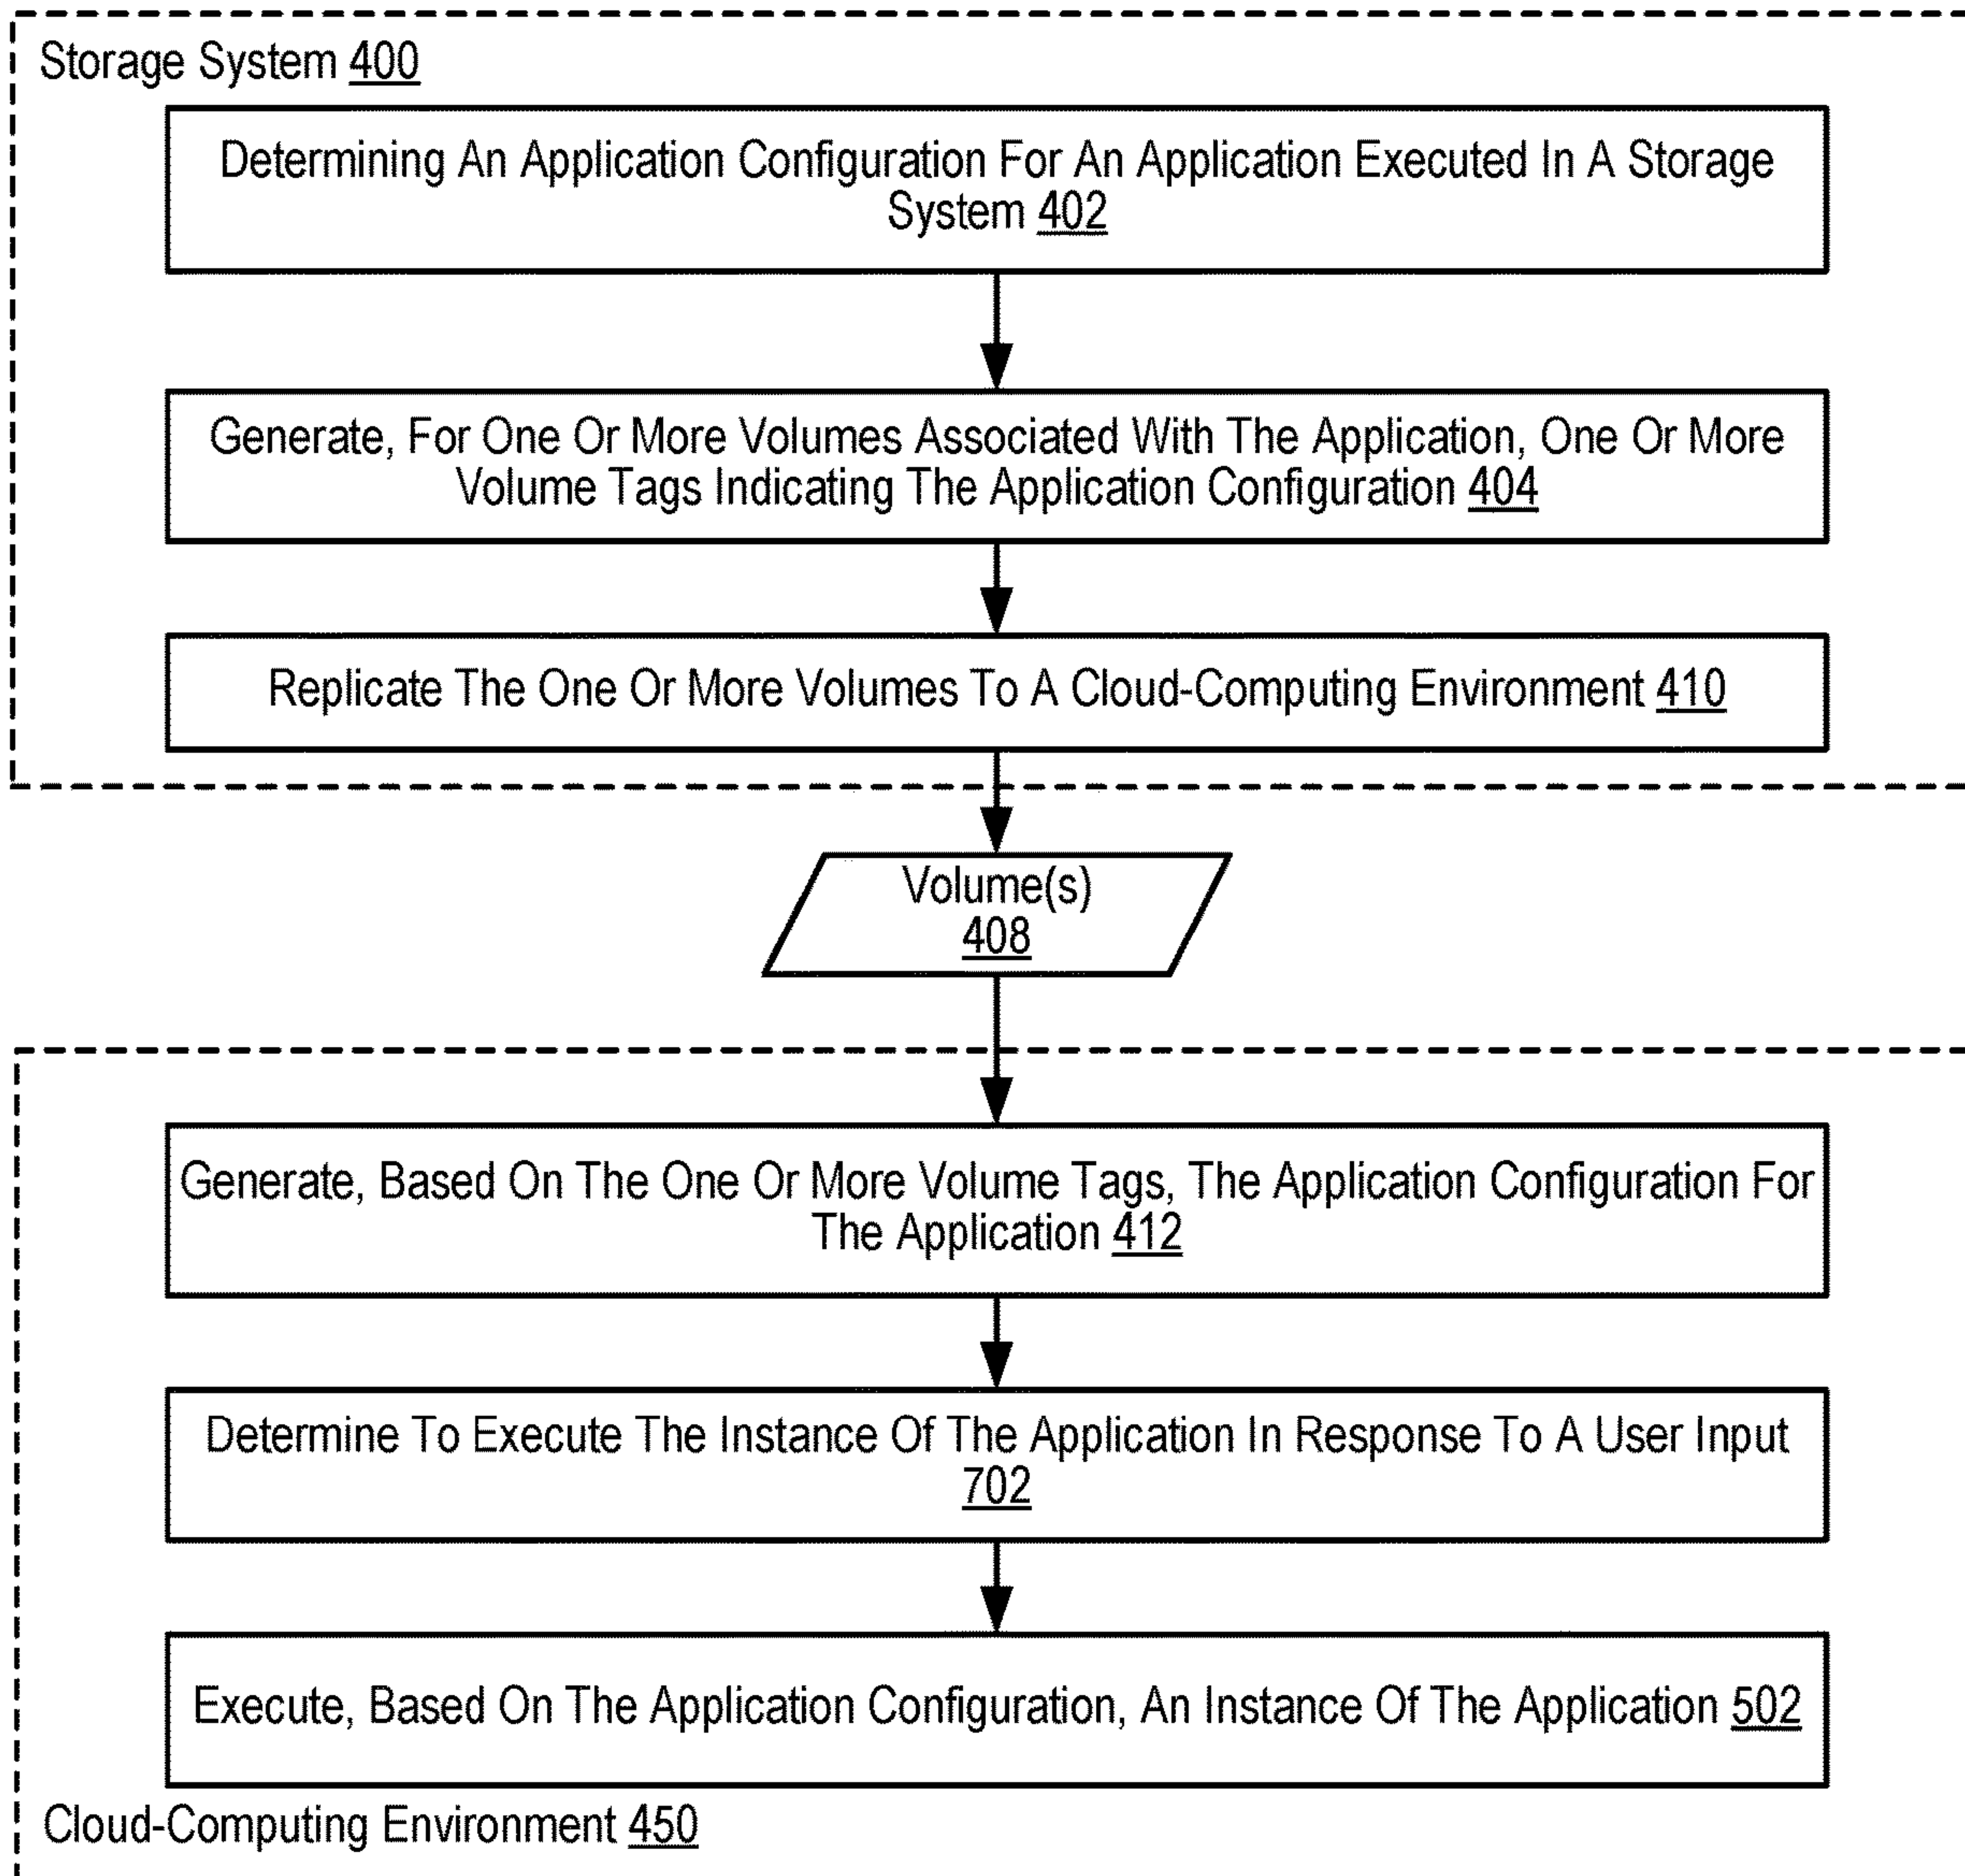 Storage System 400
Determining An Application Configuration For An Application Executed In A Storage
System 402
Generate, For One Or More Volumes Associated With The Application, One Or More
Volume Tags Indicating The Application Configuration 404
Replicate The One Or More Volumes To A Cloud-Computing Environment 410
Volume(s)
408
Generate, Based On The One Or More Volume Tags, The Application Configuration For
The Application 412
Determine To Execute The Instance Of The Application In Response To A User Input
702
Execute, Based On The Application Configuration, An Instance Of The Application 502
Cloud-Computing Environment 450